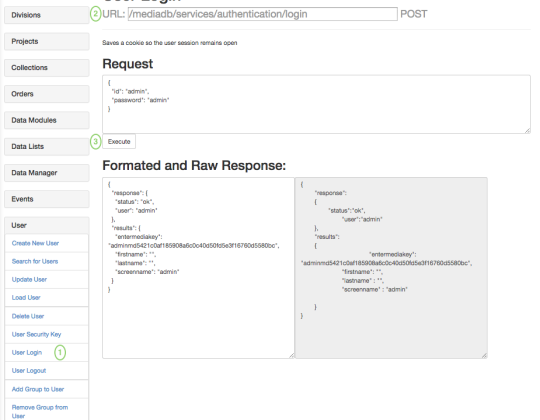 User Login
Divisions
2 URL: /mediadb/services/authentication/login POST
Projects
Saves a cookie so the user session remains open
Collections
Request
{
"id": "admin",
"password": "admin"
}
Orders
Data Modules
3 Execute
Data Lists
Formated and Raw Response:
Data Manager
Events
User
Create New User
Search for Users
Update User
Load User
Delete User
User Security Key
User Login 1
User Logout
Add Group to User
Remove Group from
User
{
"response": {
"status": "ok",
"user": "admin"
},
"results": {
"entermediakey":
"adminmd5421c0af185908a6c0c40d50fd5e3f16760d5580bc",
"firstname": "",
"lastname": "",
"screenname": "admin"
}
}
{
"response":
{
"status":"ok",
"user":"admin"
},
"results":
{
"entermediakey":
"adminmd5421c0af185908a6c0c40d50fd5e3f16760d5580bc",
"firstname": "",
"lastname" : "",
"screenname" : "admin"
}
}